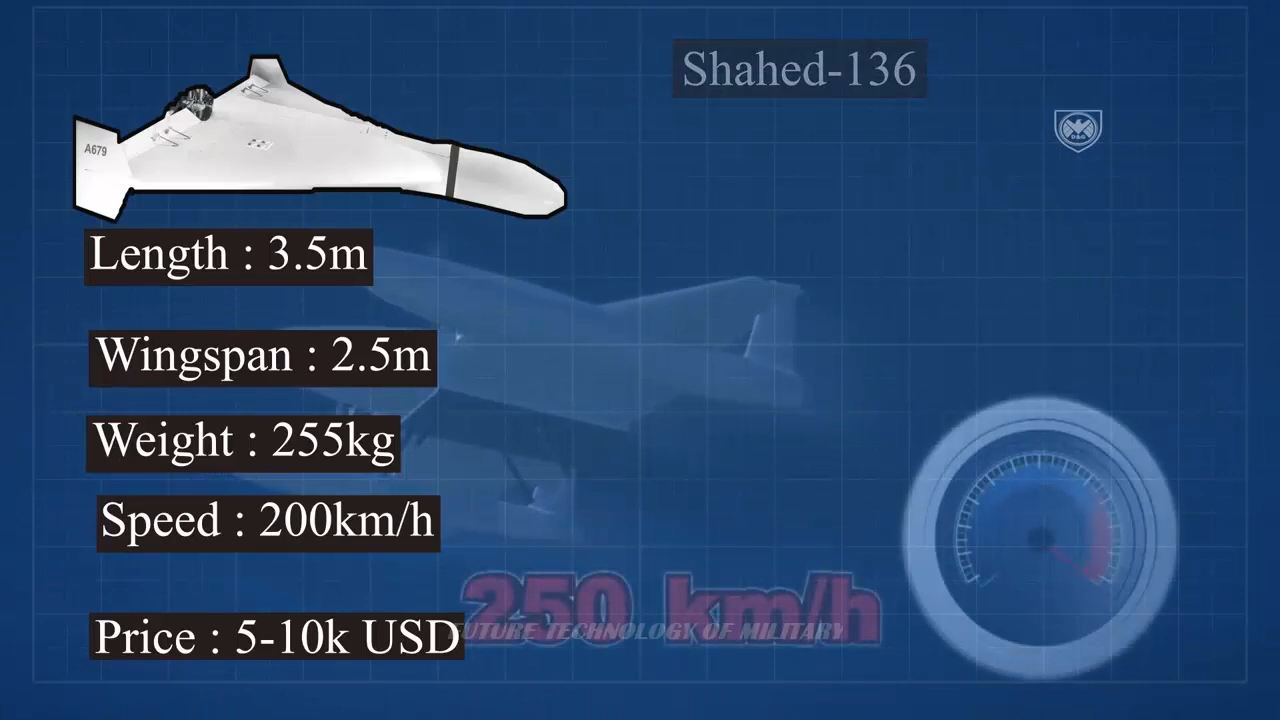 Shahed-136
A679
Length : 3.5m
Wingspan : 2.5m
Weight : 255kg
Speed : 200km/h
250 km/h
Price : 5-10k USD
FUTURE TECHNOLOGY OF MILITARY